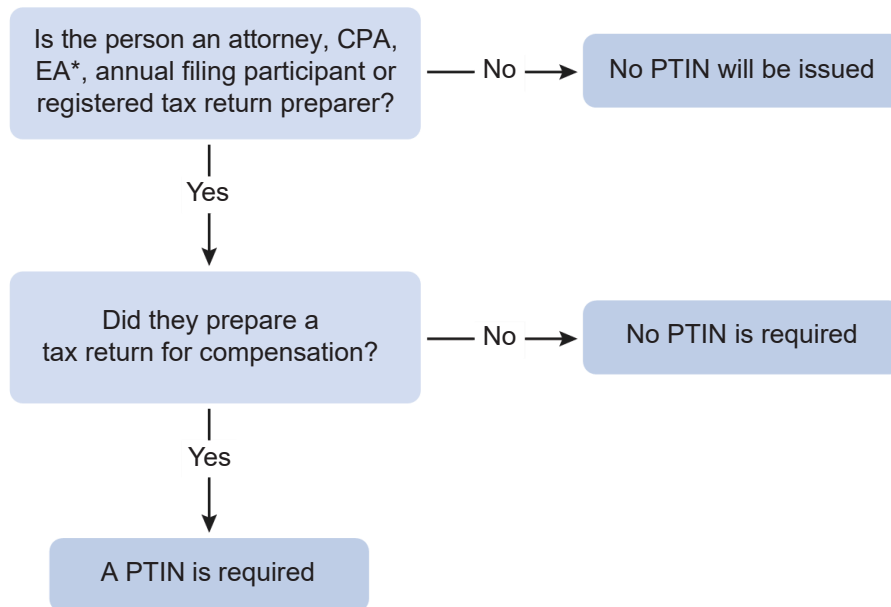 Is the person an attorney, CPA,
EA*, annual filing participant or
registered tax return preparer?
No
No PTIN will be issued
Yes
Did they prepare a
tax return for compensation?
No
No PTIN is required
Yes
A PTIN is required